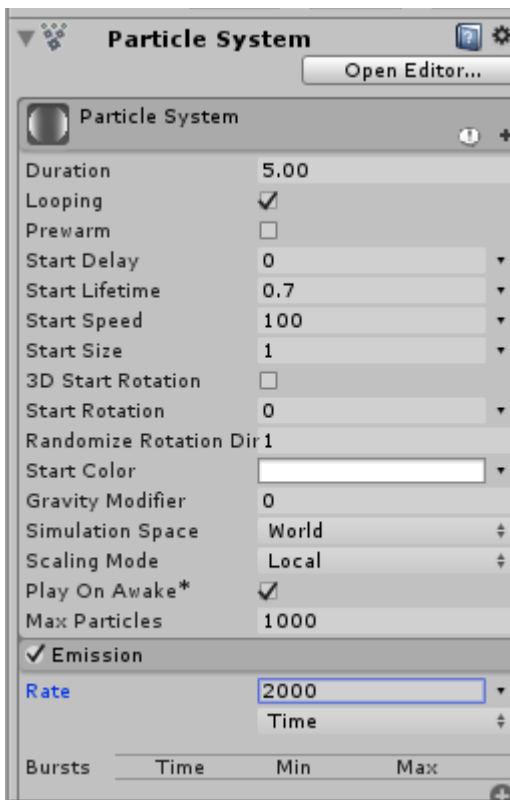 Particle System
Open Editor...
Particle System
Duration 5.00
Looping
Prewarm
Start Delay 0
Start Lifetime 0.7
Start Speed 100
Start Size 1
3D Start Rotation
Start Rotation 0
Randomize Rotation Dir 1
Start Color
Gravity Modifier 0
Simulation Space World
Scaling Mode Local
Play On Awake*
Max Particles 1000
Emission
Rate 2000
Time
Bursts Time Min Max